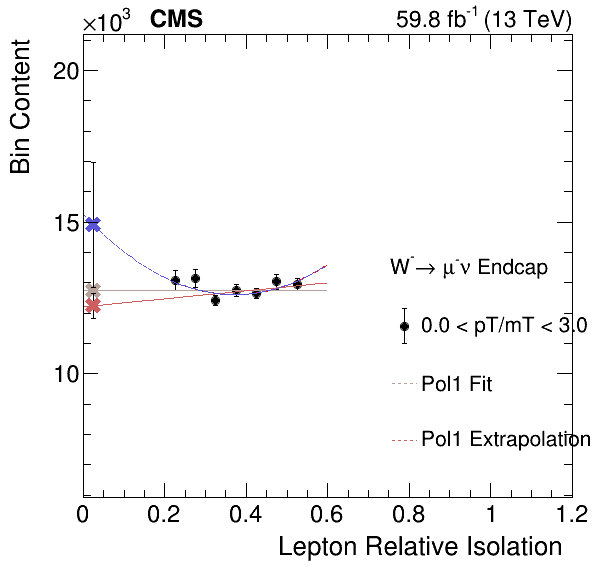 ×10³ CMS 59.8 fb⁻¹ (13 TeV)
Bin Content
20
15
10
W⁻→ μ⁻ν Endcap
0.0 < pT/mT < 3.0
Pol1 Fit
Pol1 Extrapolation
0 0.2 0.4 0.6 0.8 1 1.2
Lepton Relative Isolation